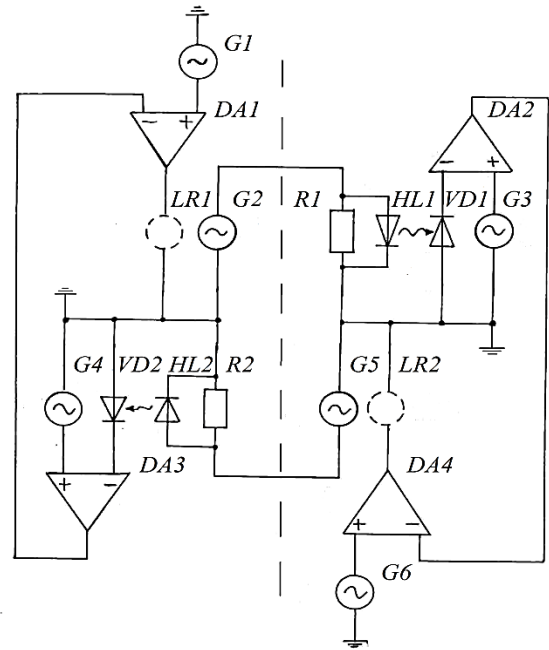 G1
DA1
DA2
− +
− +
LR1 G2 R1 HL1 VD1 G3
G4 VD2 HL2 R2 G5 LR2
+ −
DA3
DA4
+ −
G6